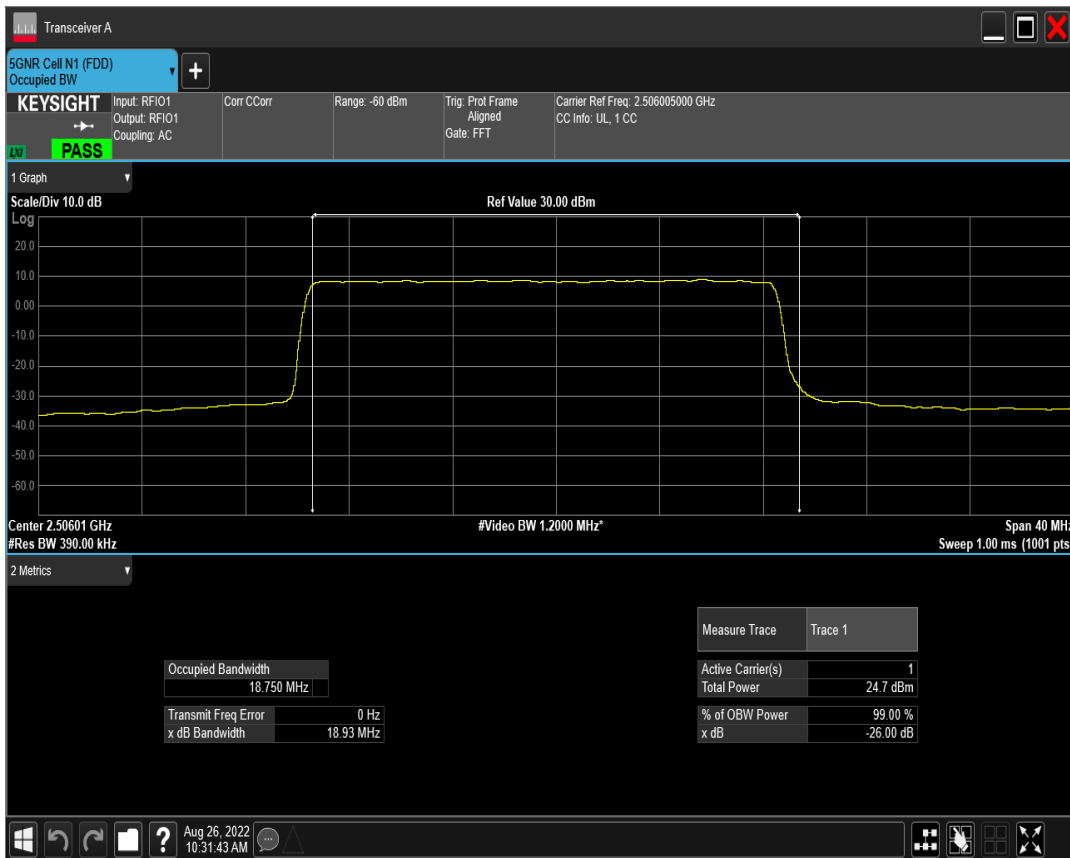 Transceiver A
5GNR Cell N1 (FDD)
Occupied BW
+
KEYSIGHT
LXI
PASS
Input: RFIO1
Output: RFIO1
Coupling: AC
Corr CCorr
Range: -60 dBm
Trig: Prot Frame
Aligned
Gate: FFT
Carrier Ref Freq: 2.506005000 GHz
CC Info: UL, 1 CC
1 Graph
Scale/Div 10.0 dB
Ref Value 30.00 dBm
Log
20.0
10.0
0.00
-10.0
-20.0
-30.0
-40.0
-50.0
-60.0
Center 2.50601 GHz
#Video BW 1.2000 MHz*
Span 40 MHz
#Res BW 390.00 kHz
Sweep 1.00 ms (1001 pts
2 Metrics
Measure Trace Trace 1
Occupied Bandwidth
18.750 MHz
Active Carrier(s) 1
Total Power 24.7 dBm
Transmit Freq Error 0 Hz
x dB Bandwidth 18.93 MHz
% of OBW Power 99.00 %
x dB -26.00 dB
?
Aug 26, 2022
10:31:43 AM